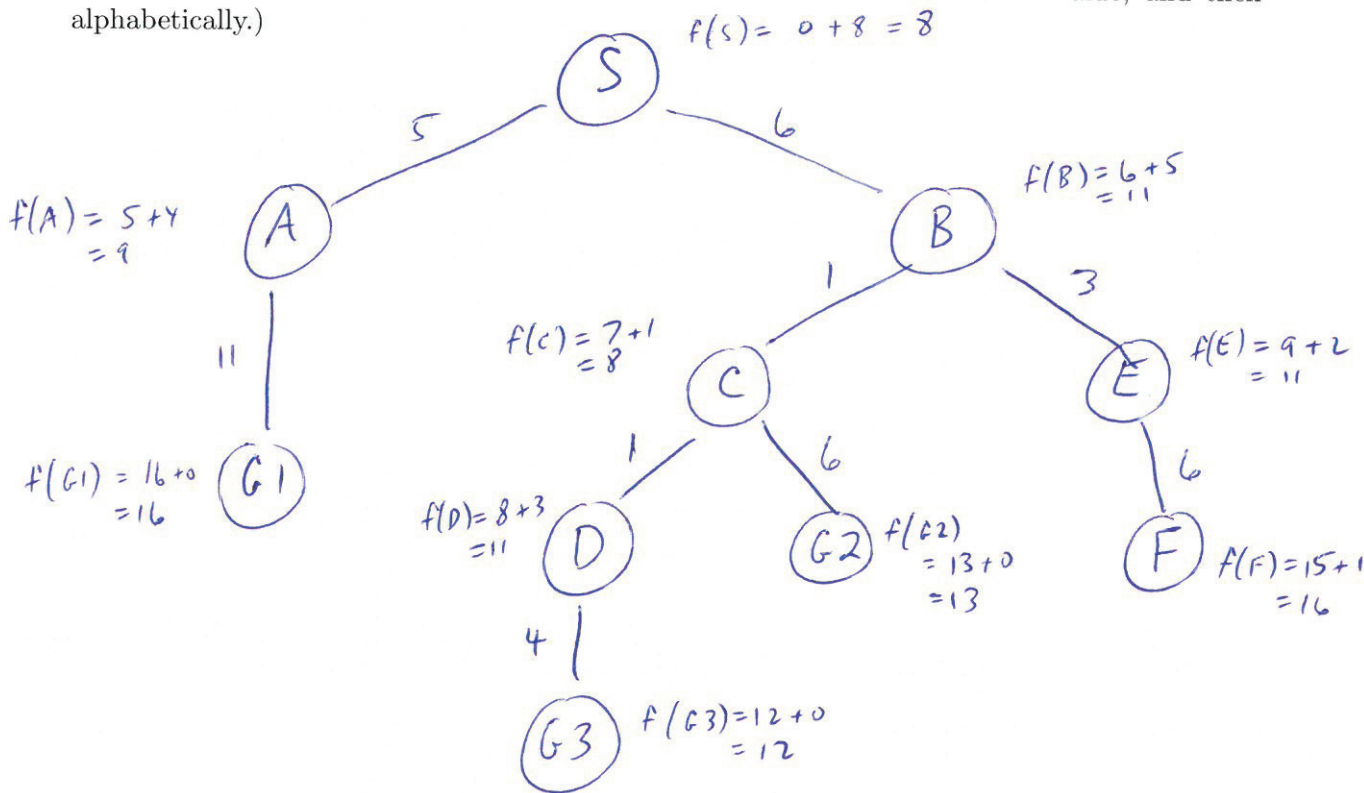 and then
alphabetically.)
f(S) = 0 + 8 = 8
S
5
6
f(B) = 6 + 5
= 11
f(A) = 5 + 4
= 9
A
B
1
3
11
f(C) = 7 + 1
= 8
f(E) = 9 + 2
= 11
C
E
1
6
6
f(G1) = 16 + 0
= 16
G1
f(D) = 8 + 3
= 11
D
G2
f(G2)
= 13 + 0
= 13
F
f(F) = 15 + 1
= 16
4
G3
f(G3) = 12 + 0
= 12